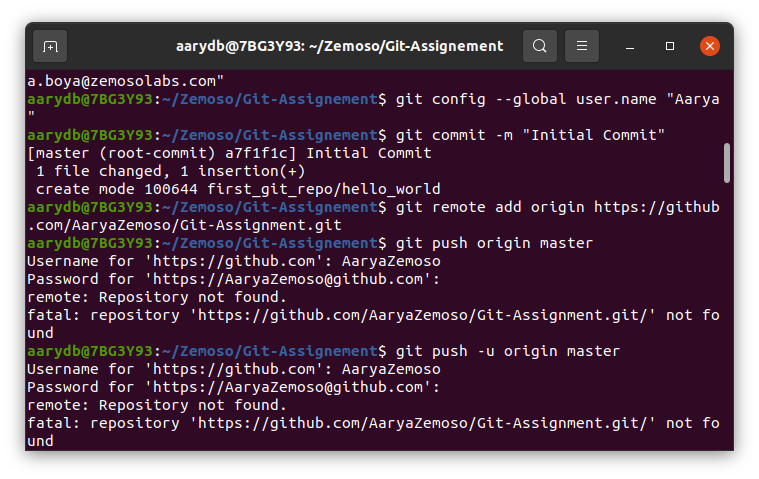 aarydb@7BG3Y93: ~/Zemoso/Git-Assignement
a.boya@zemosolabs.com"
aarydb@7BG3Y93:~/Zemoso/Git-Assignement$ git config --global user.name "Aarya
"
aarydb@7BG3Y93:~/Zemoso/Git-Assignement$ git commit -m "Initial Commit"
[master (root-commit) a7f1f1c] Initial Commit
 1 file changed, 1 insertion(+)
 create mode 100644 first_git_repo/hello_world
aarydb@7BG3Y93:~/Zemoso/Git-Assignement$ git remote add origin https://github
.com/AaryaZemoso/Git-Assignment.git
aarydb@7BG3Y93:~/Zemoso/Git-Assignement$ git push origin master
Username for 'https://github.com': AaryaZemoso
Password for 'https://AaryaZemoso@github.com':
remote: Repository not found.
fatal: repository 'https://github.com/AaryaZemoso/Git-Assignment.git/' not fo
und
aarydb@7BG3Y93:~/Zemoso/Git-Assignement$ git push -u origin master
Username for 'https://github.com': AaryaZemoso
Password for 'https://AaryaZemoso@github.com':
remote: Repository not found.
fatal: repository 'https://github.com/AaryaZemoso/Git-Assignment.git/' not fo
und